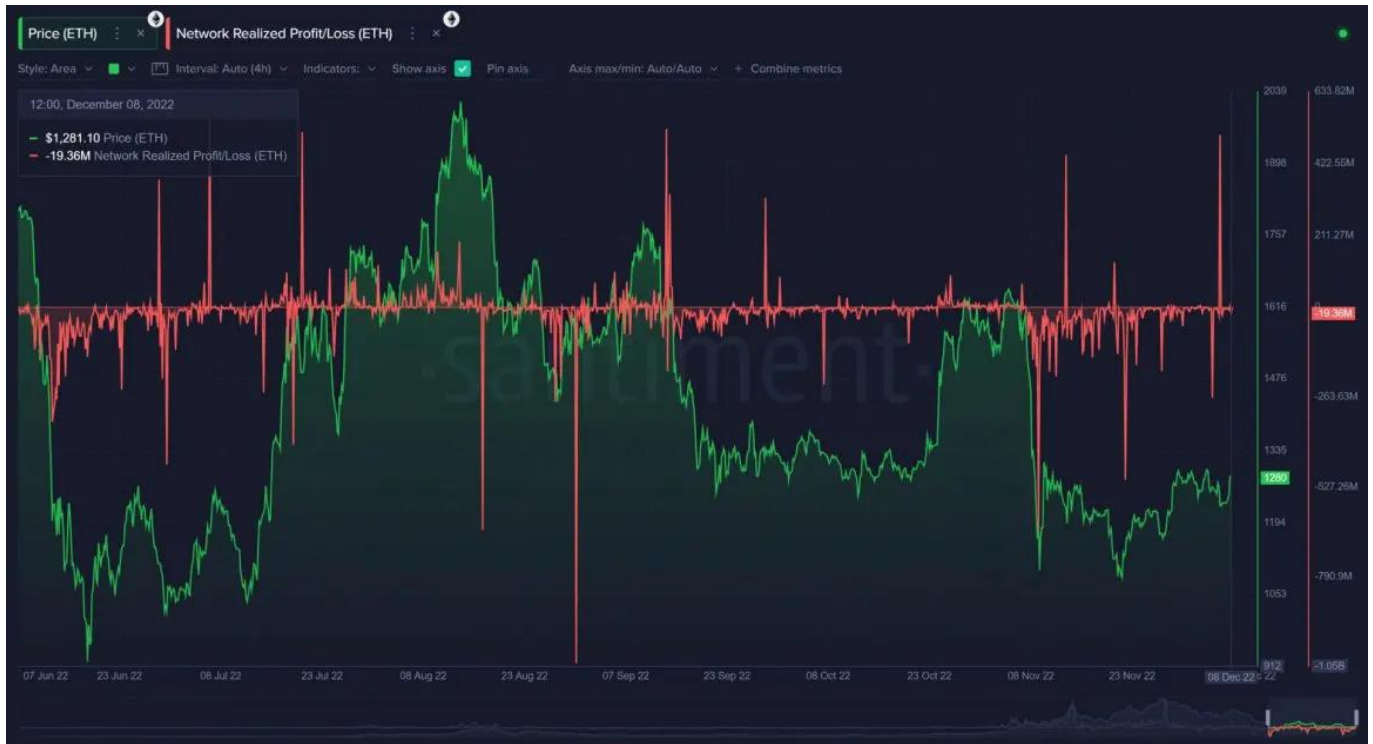 Price (ETH) Network Realized Profit/Loss (ETH)
Style: Area Interval: Auto (4h) Indicators: Show axis Pin axis Axis max/min: Auto/Auto + Combine metrics
12:00, December 08, 2022
$1,281.10 Price (ETH)
-19.36M Network Realized Profit/Loss (ETH)
2039 633.82M
1898 422.55M
1757 211.27M
1616 0
-19.36M
1476
-263.63M
1335
1280
-527.26M
1194
-790.9M
1053
912 -1.05B
·santiment·
07 Jun 22 23 Jun 22 08 Jul 22 23 Jul 22 08 Aug 22 23 Aug 22 07 Sep 22 23 Sep 22 08 Oct 22 23 Oct 22 08 Nov 22 23 Nov 22 08 Dec 22